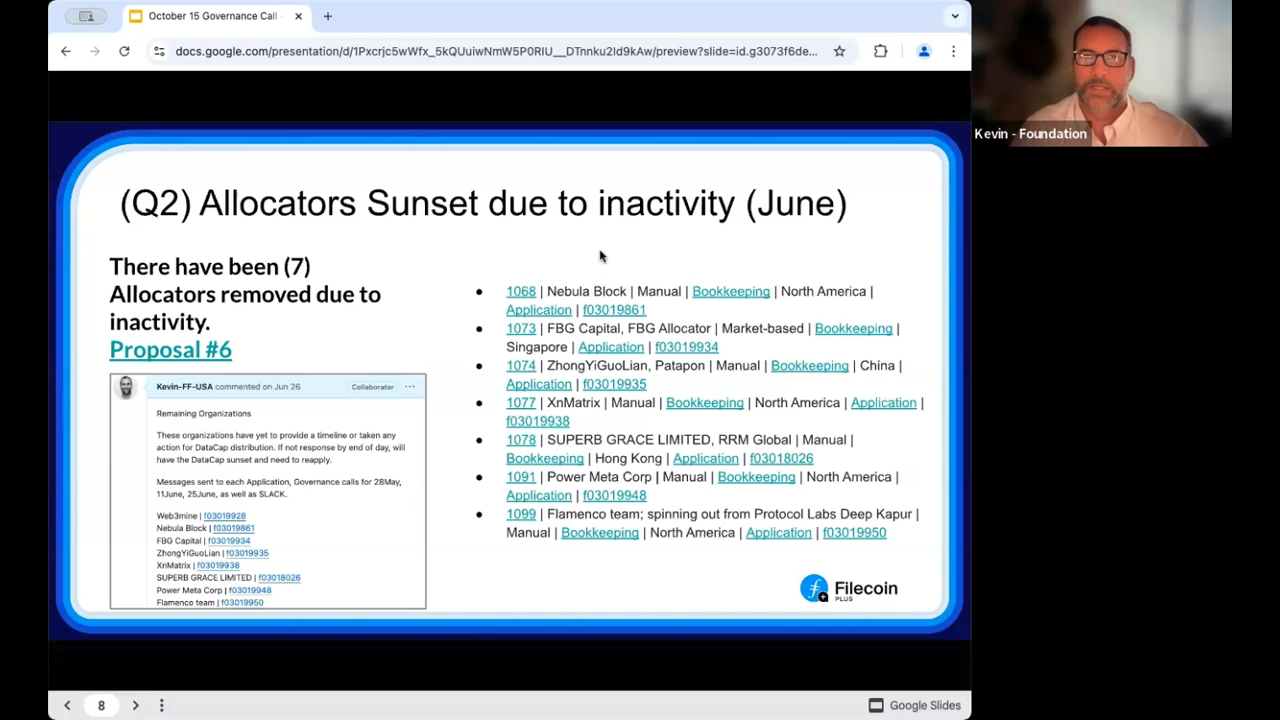 October 15 Governance Call -
docs.google.com/presentation/d/1Pxcrjc5wWfx_5kQUuiwNmW5P0RIU__DTnnku2Id9kAw/preview?slide=id.g3073f6de...
Kevin - Foundation
(Q2) Allocators Sunset due to inactivity (June)
There have been (7)
Allocators removed due to
inactivity.
Proposal #6
Kevin-FF-USA commented on Jun 26 Collaborator ...
Remaining Organizations
These organizations have yet to provide a timeline or taken any
action for DataCap distribution. If not response by end of day, will
have the DataCap sunset and need to reapply.
Messages sent to each Application, Governance calls for 28May,
11June, 25June, as well as SLACK.
Web3mine | f03019928
Nebula Block | f03019861
FBG Capital | f03019934
ZhongYiGuoLian | f03019935
XnMatrix | f03019938
SUPERB GRACE LIMITED | f03018026
Power Meta Corp | f03019948
Flamenco team | f03019950
• 1068 | Nebula Block | Manual | Bookkeeping | North America |
Application | f03019861
• 1073 | FBG Capital, FBG Allocator | Market-based | Bookkeeping |
Singapore | Application | f03019934
• 1074 | ZhongYiGuoLian, Patapon | Manual | Bookkeeping | China |
Application | f03019935
• 1077 | XnMatrix | Manual | Bookkeeping | North America | Application |
f03019938
• 1078 | SUPERB GRACE LIMITED, RRM Global | Manual |
Bookkeeping | Hong Kong | Application | f03018026
• 1091 | Power Meta Corp | Manual | Bookkeeping | North America |
Application | f03019948
• 1099 | Flamenco team; spinning out from Protocol Labs Deep Kapur |
Manual | Bookkeeping | North America | Application | f03019950
Filecoin
PLUS
8
Google Slides